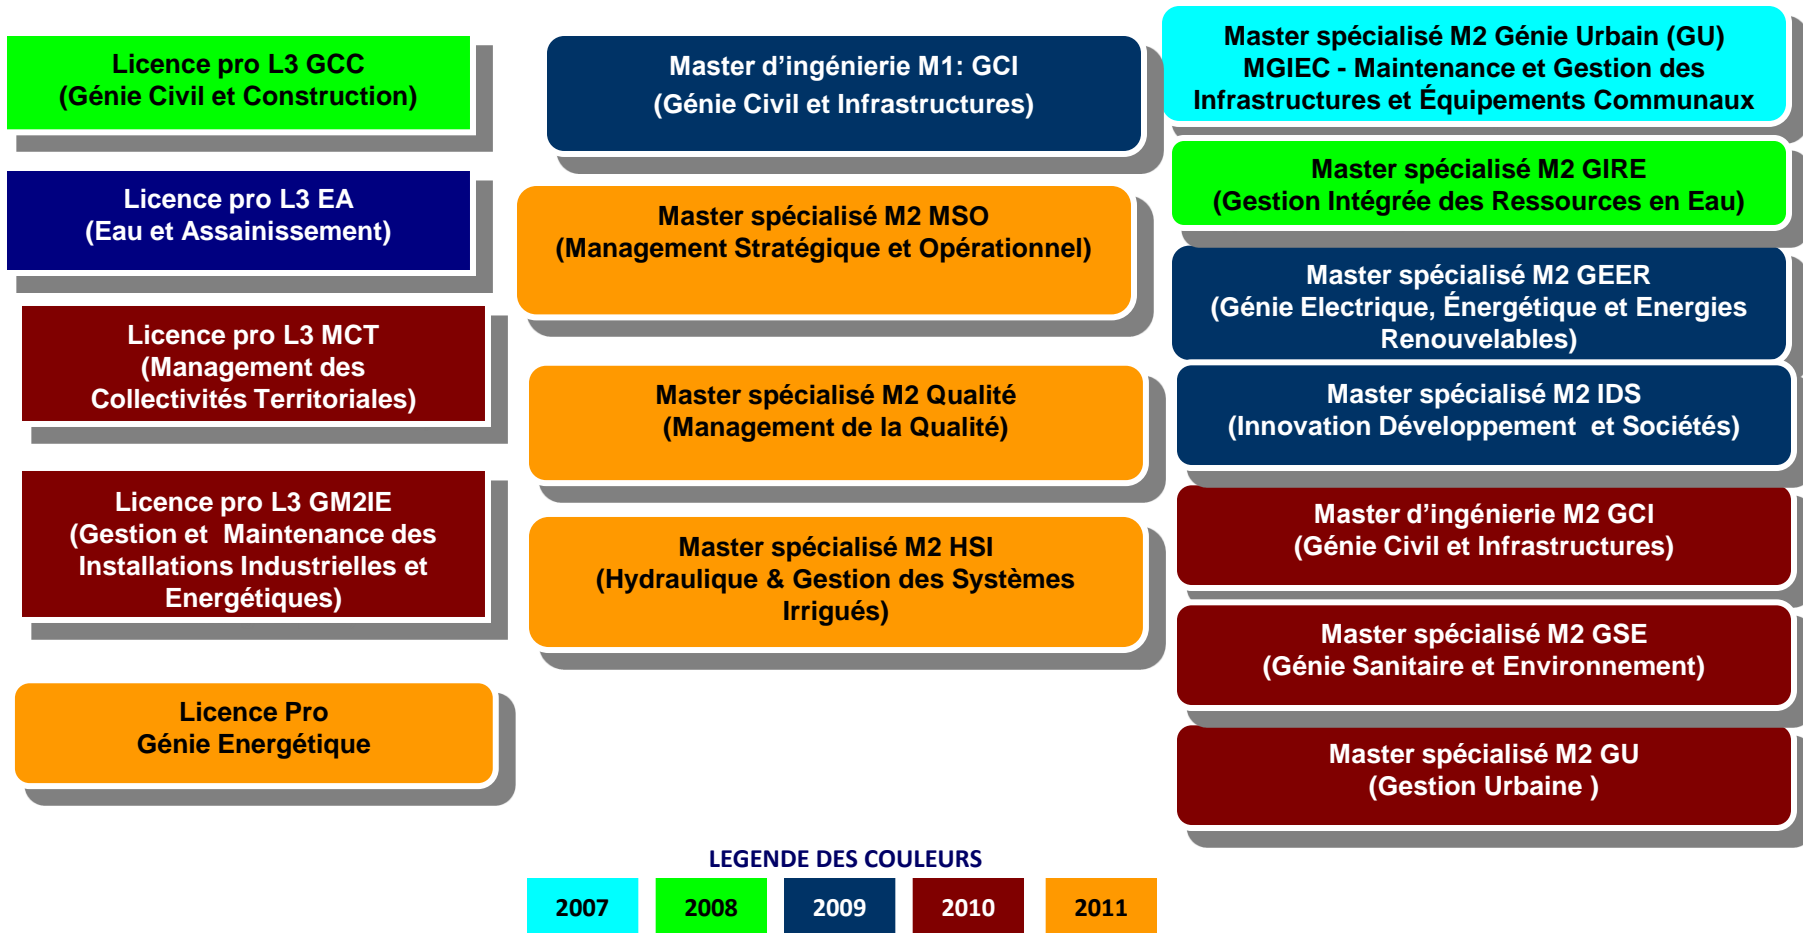 Licence pro L3 GCC
(Génie Civil et Construction)
Licence pro L3 EA
(Eau et Assainissement)
Licence pro L3 MCT
(Management des
Collectivités Territoriales)
Licence pro L3 GM2IE
(Gestion et  Maintenance des
Installations Industrielles et
Energétiques)
Licence Pro
Génie Energétique
Master d’ingénierie M1: GCI
(Génie Civil et Infrastructures)
Master spécialisé M2 MSO
(Management Stratégique et Opérationnel)
Master spécialisé M2 Qualité
(Management de la Qualité)
Master spécialisé M2 HSI
(Hydraulique & Gestion des Systèmes
Irrigués)
Master spécialisé M2 Génie Urbain (GU)
MGIEC - Maintenance et Gestion des
Infrastructures et Équipements Communaux
Master spécialisé M2 GIRE
(Gestion Intégrée des Ressources en Eau)
Master spécialisé M2 GEER
(Génie Electrique, Énergétique et Energies
Renouvelables)
Master spécialisé M2 IDS
(Innovation Développement  et Sociétés)
Master d’ingénierie M2 GCI
(Génie Civil et Infrastructures)
Master spécialisé M2 GSE
(Génie Sanitaire et Environnement)
Master spécialisé M2 GU
(Gestion Urbaine )
LEGENDE DES COULEURS
2007 2008 2009 2010 2011